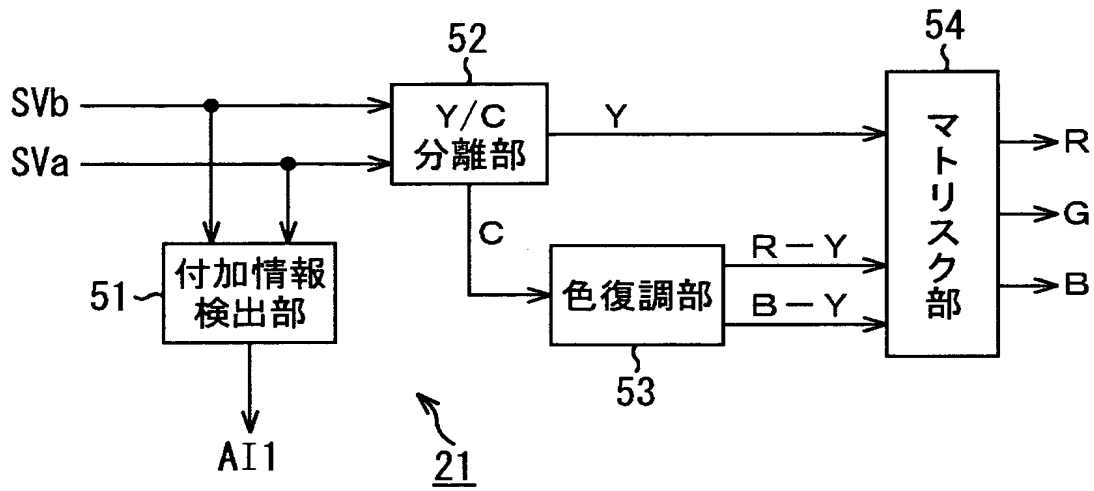 52
54
SVb
SVa
Y/C
分離部
Y
C
マトリスク部
R
G
B
51
付加情報
検出部
色復調部
R-Y
B-Y
53
AI1
21